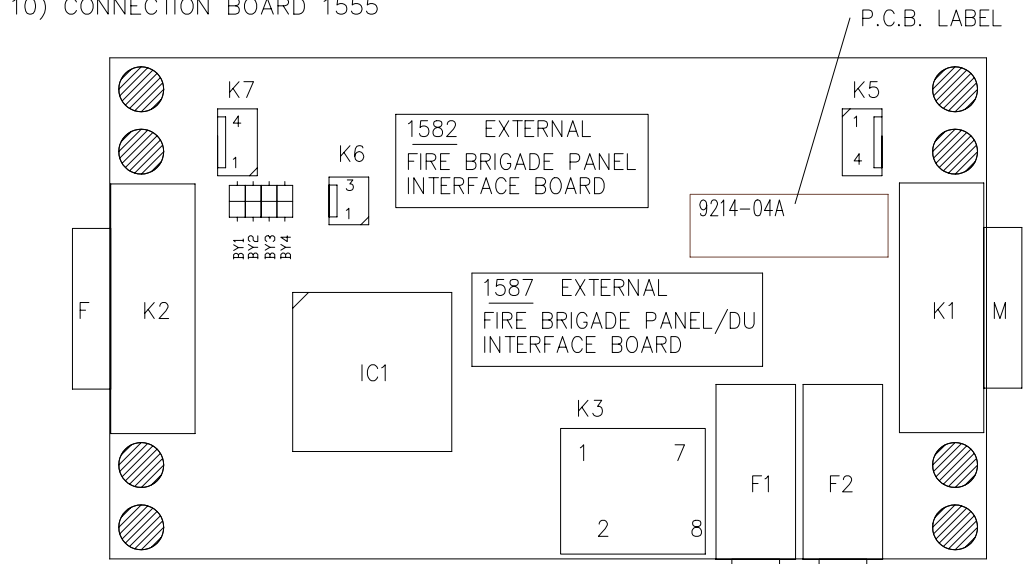 10) CONNECTION BOARD 1555
P.C.B. LABEL
K7
K5
4
1582 EXTERNAL
1
K6
FIRE BRIGADE PANEL
1
3
4
INTERFACE BOARD
1
9214-04A
BY1
BY2
BY3
BY4
1587 EXTERNAL
F
K2
FIRE BRIGADE PANEL/DU
K1
M
INTERFACE BOARD
IC1
K3
1
7
F1
F2
2
8